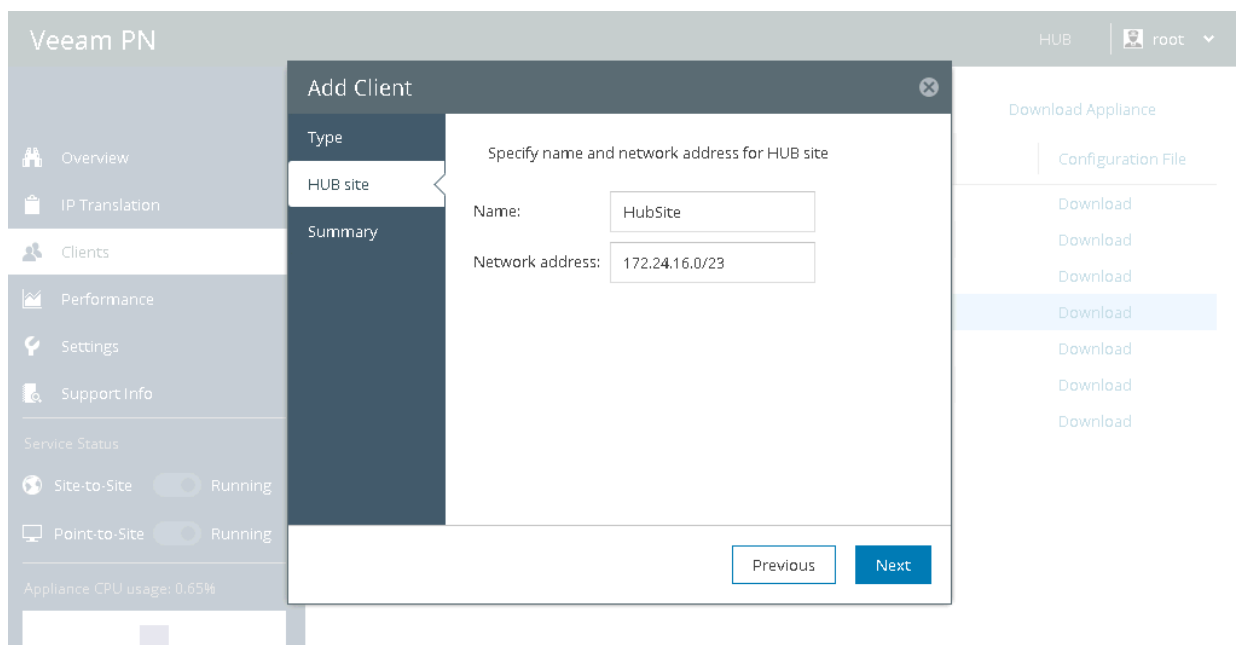 Veeam PN
HUB
root
Add Client
Download Appliance
Type
Specify name and network address for HUB site
Overview
Configuration File
HUB site
IP Translation
Name:
HubSite
Download
Summary
Clients
Download
Network address:
172.24.16.0/23
Download
Performance
Download
Settings
Download
Support Info
Download
Download
Service Status
Site-to-Site
Running
Point-to-Site
Running
Previous
Next
Appliance CPU usage: 0.65%